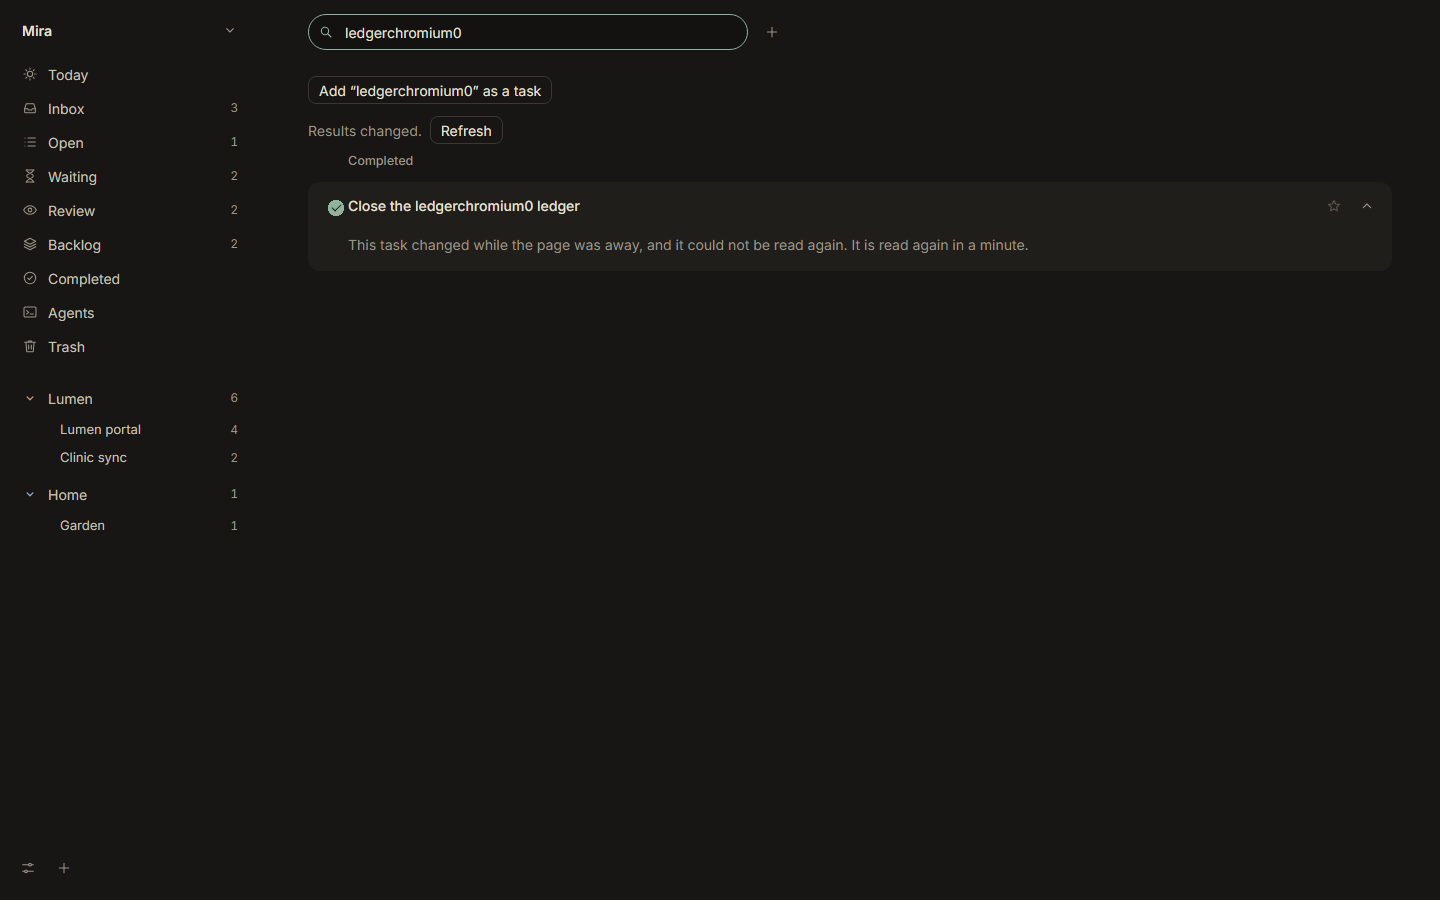 Mira
Today
Inbox 3
Open 1
Waiting 2
Review 2
Backlog 2
Completed
Agents
Trash
Lumen 6
Lumen portal 4
Clinic sync 2
Home 1
Garden 1
ledgerchromium0
Add “ledgerchromium0” as a task
Results changed. Refresh
Completed
Close the ledgerchromium0 ledger
This task changed while the page was away, and it could not be read again. It is read again in a minute.